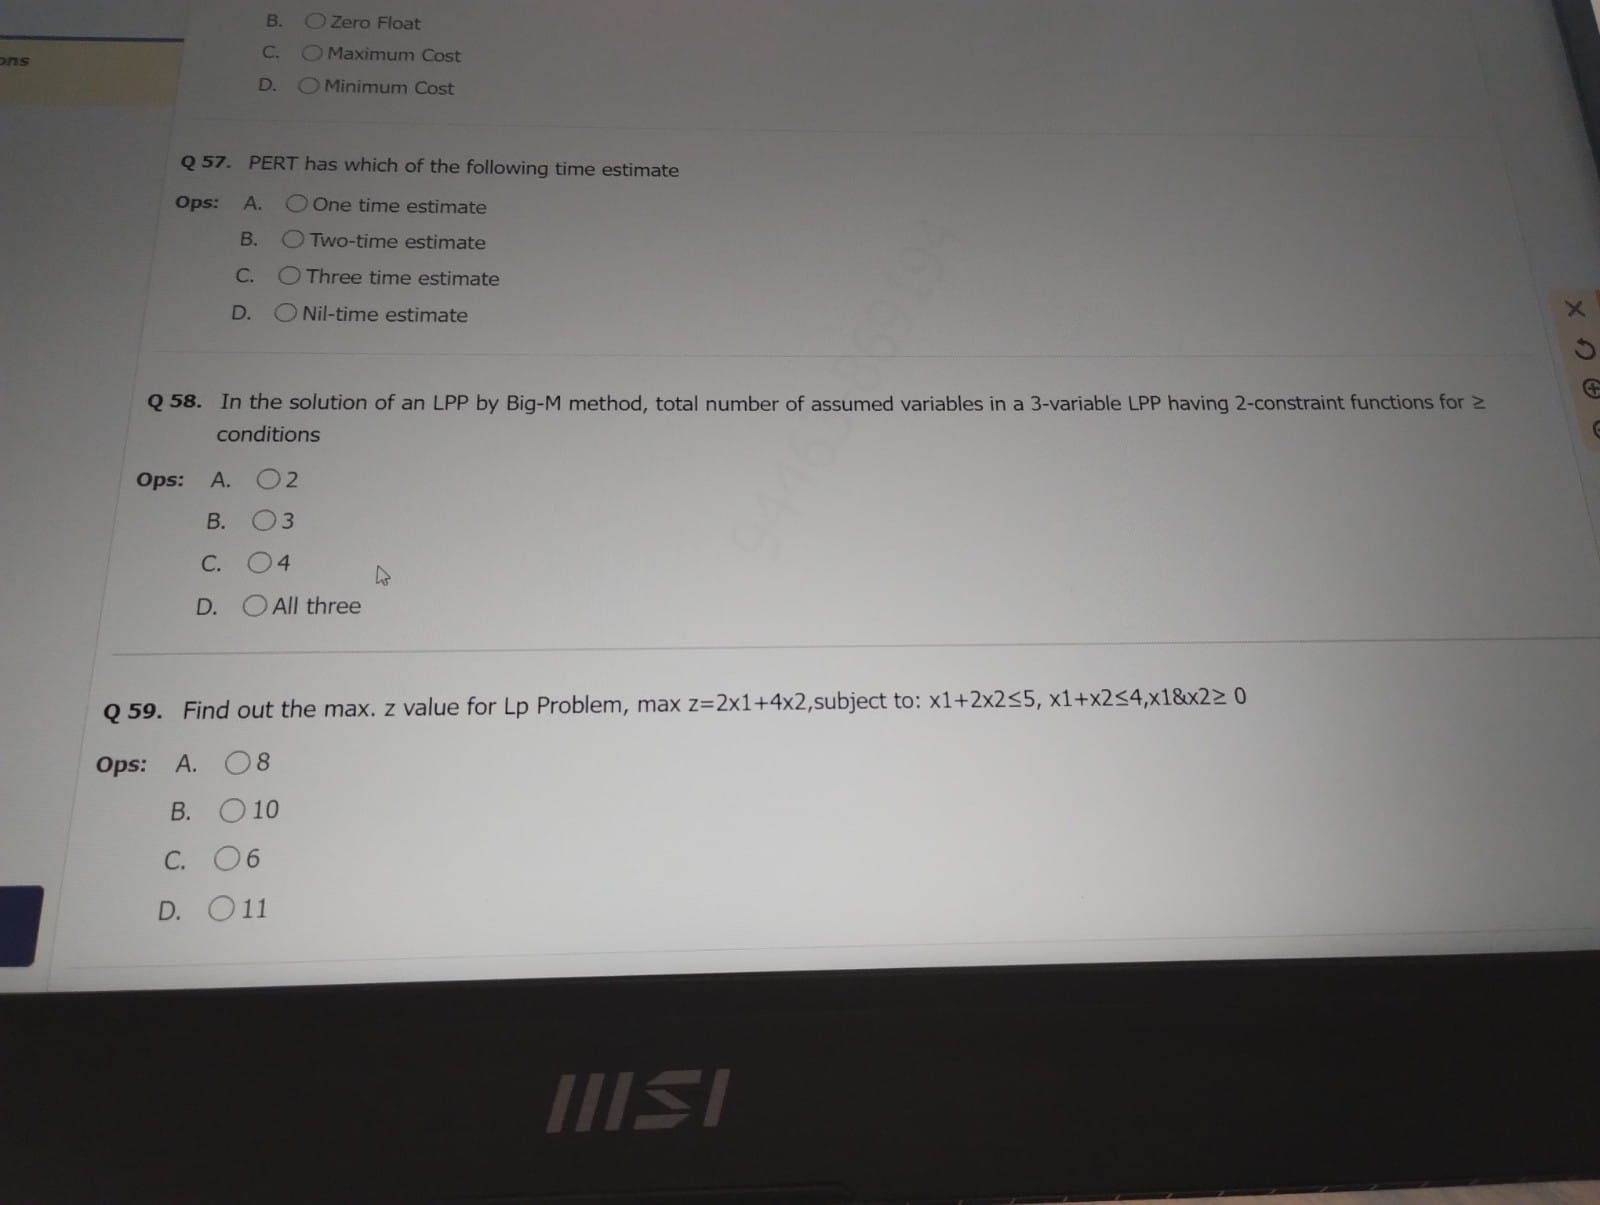 B. Zero Float
ons
C. Maximum Cost
D. Minimum Cost
Q 57. PERT has which of the following time estimate
Ops: A. One time estimate
B. Two-time estimate
C. Three time estimate
D. Nil-time estimate
Q 58. In the solution of an LPP by Big-M method, total number of assumed variables in a 3-variable LPP having 2-constraint functions for ≥
conditions
Ops: A. 2
B. 3
C. 4
D. All three
Q 59. Find out the max. z value for Lp Problem, max z=2x1+4x2,subject to: x1+2x2≤5, x1+x2≤4,x1&x2≥ 0
Ops: A. 8
B. 10
C. 6
D. 11
msi